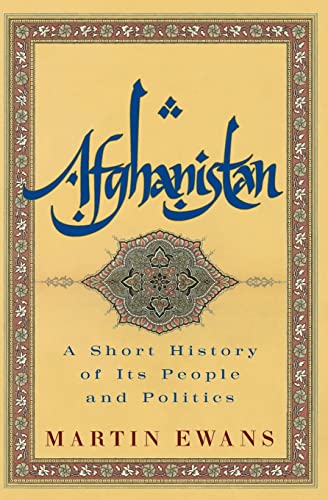 Afghanistan
A Short History
of Its People
and Politics
MARTIN EWANS